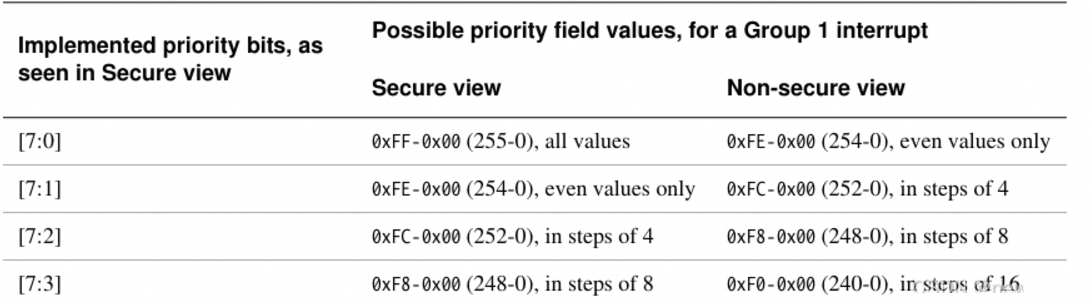 Implemented priority bits, as seen in Secure view
Possible priority field values, for a Group 1 interrupt
Secure view Non-secure view
[7:0] 0xFF-0x00 (255-0), all values 0xFE-0x00 (254-0), even values only
[7:1] 0xFE-0x00 (254-0), even values only 0xFC-0x00 (252-0), in steps of 4
[7:2] 0xFC-0x00 (252-0), in steps of 4 0xF8-0x00 (248-0), in steps of 8
[7:3] 0xF8-0x00 (248-0), in steps of 8 0xF0-0x00 (240-0), in steps of 16